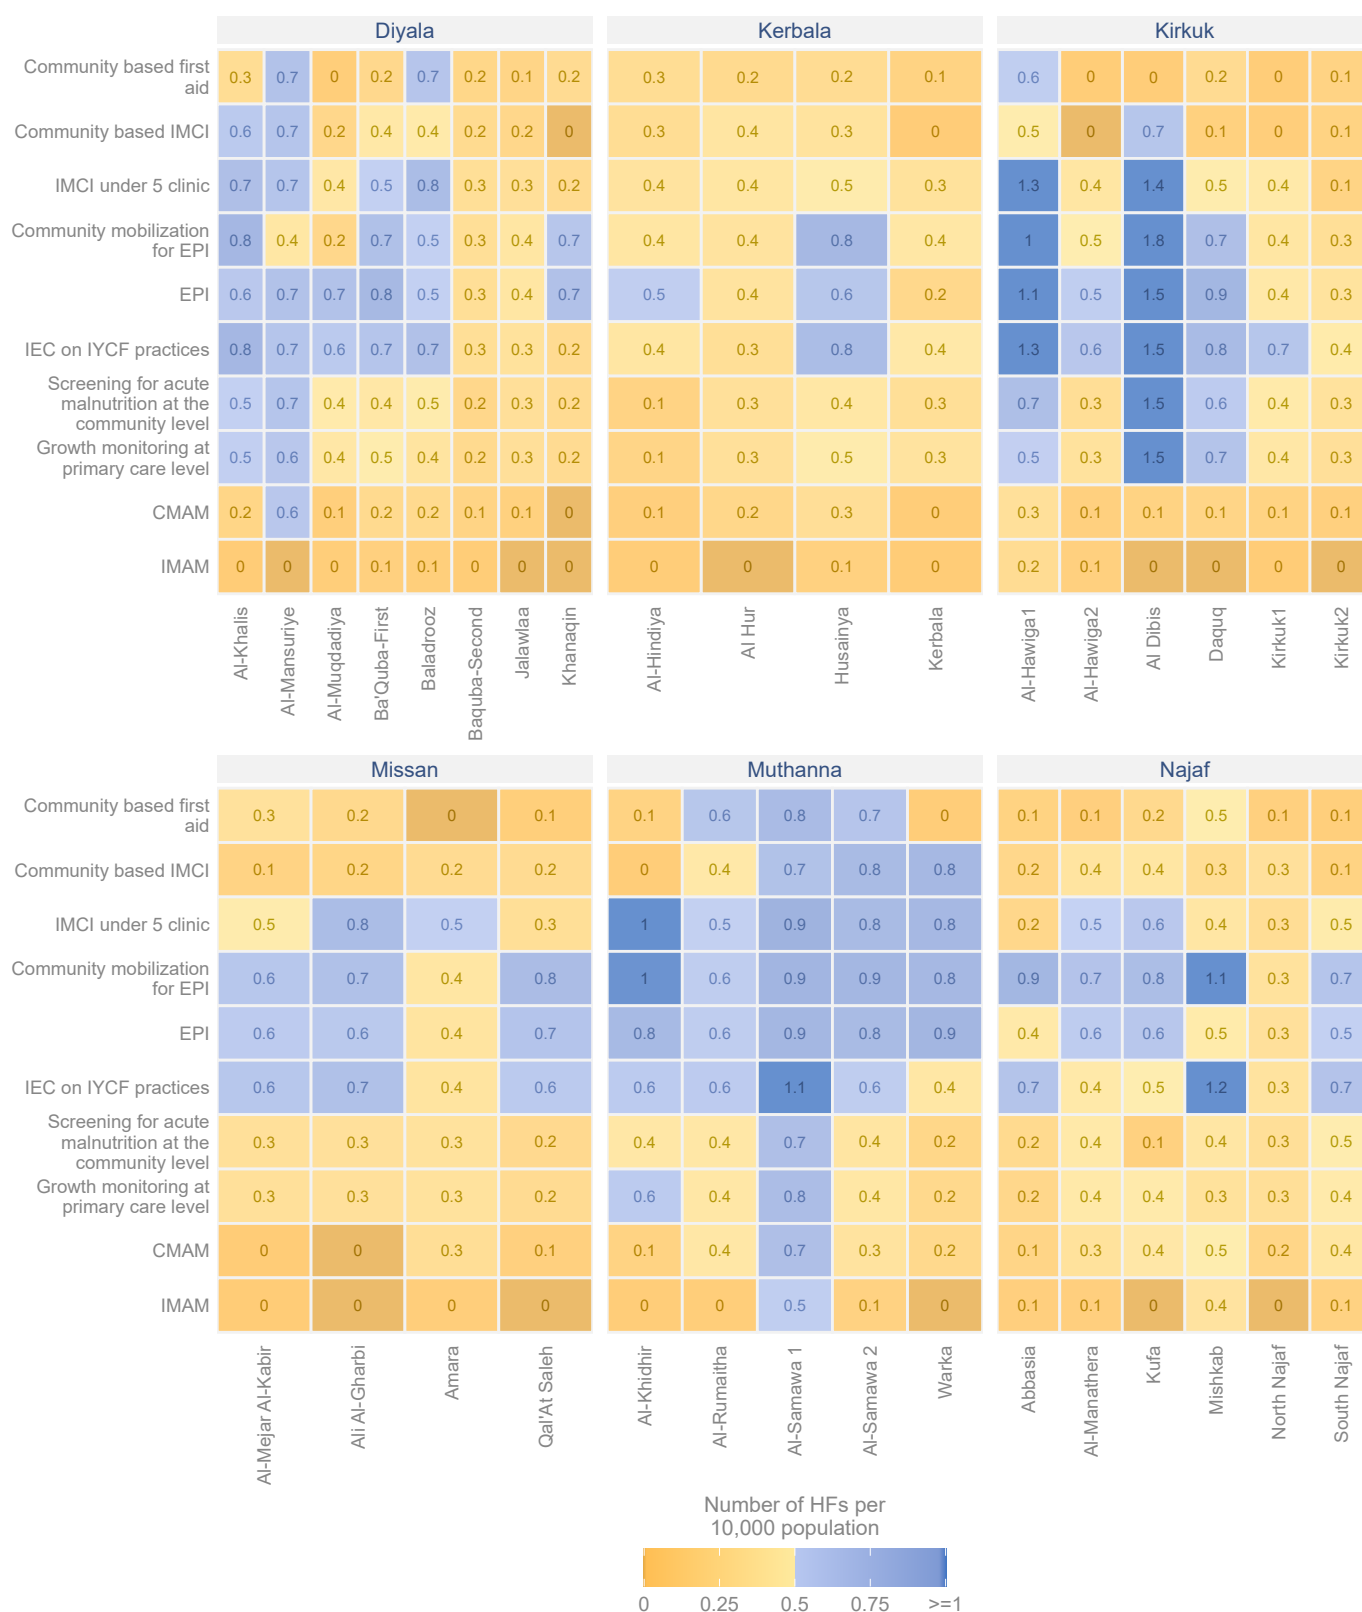 Diyala
Kerbala
Kirkuk
Community based first
aid
0.3 0.7 0 0.2 0.7 0.2 0.1 0.2
0.3 0.2 0.2 0.1
0.6 0 0 0.2 0 0.1
Community based IMCI
0.6 0.7 0.2 0.4 0.4 0.2 0.2 0
0.3 0.4 0.3 0
0.5 0 0.7 0.1 0 0.1
IMCI under 5 clinic
0.7 0.7 0.4 0.5 0.8 0.3 0.3 0.2
0.4 0.4 0.5 0.3
1.3 0.4 1.4 0.5 0.4 0.1
Community mobilization
for EPI
0.8 0.4 0.2 0.7 0.5 0.3 0.4 0.7
0.4 0.4 0.8 0.4
1 0.5 1.8 0.7 0.4 0.3
EPI
0.6 0.7 0.7 0.8 0.5 0.3 0.4 0.7
0.5 0.4 0.6 0.2
1.1 0.5 1.5 0.9 0.4 0.3
IEC on IYCF practices
0.8 0.7 0.6 0.7 0.7 0.3 0.3 0.2
0.4 0.3 0.8 0.4
1.3 0.6 1.5 0.8 0.7 0.4
Screening for acute
malnutrition at the
community level
0.5 0.7 0.4 0.4 0.5 0.2 0.3 0.2
0.1 0.3 0.4 0.3
0.7 0.3 1.5 0.6 0.4 0.3
Growth monitoring at
primary care level
0.5 0.6 0.4 0.5 0.4 0.2 0.3 0.2
0.1 0.3 0.5 0.3
0.5 0.3 1.5 0.7 0.4 0.3
CMAM
0.2 0.6 0.1 0.2 0.2 0.1 0.1 0
0.1 0.2 0.3 0
0.3 0.1 0.1 0.1 0.1 0.1
IMAM
0 0 0 0.1 0.1 0 0 0
0 0 0.1 0
0.2 0.1 0 0 0 0
Al-Khalis
Al-Mansuriye
Al-Muqdadiya
Ba'Quba-First
Baladrooz
Baquba-Second
Jalawlaa
Khanaqin
Al-Hindiya
Al Hur
Husainya
Kerbala
Al-Hawiga1
Al-Hawiga2
Al Dibis
Daquq
Kirkuk1
Kirkuk2
Missan
Muthanna
Najaf
Community based first
aid
0.3 0.2 0 0.1
0.1 0.6 0.8 0.7 0
0.1 0.1 0.2 0.5 0.1 0.1
Community based IMCI
0.1 0.2 0.2 0.2
0 0.4 0.7 0.8 0.8
0.2 0.4 0.4 0.3 0.3 0.1
IMCI under 5 clinic
0.5 0.8 0.5 0.3
1 0.5 0.9 0.8 0.8
0.2 0.5 0.6 0.4 0.3 0.5
Community mobilization
for EPI
0.6 0.7 0.4 0.8
1 0.6 0.9 0.9 0.8
0.9 0.7 0.8 1.1 0.3 0.7
EPI
0.6 0.6 0.4 0.7
0.8 0.6 0.9 0.8 0.9
0.4 0.6 0.6 0.5 0.3 0.5
IEC on IYCF practices
0.6 0.7 0.4 0.6
0.6 0.6 1.1 0.6 0.4
0.7 0.4 0.5 1.2 0.3 0.7
Screening for acute
malnutrition at the
community level
0.3 0.3 0.3 0.2
0.4 0.4 0.7 0.4 0.2
0.2 0.4 0.1 0.4 0.3 0.5
Growth monitoring at
primary care level
0.3 0.3 0.3 0.2
0.6 0.4 0.8 0.4 0.2
0.2 0.4 0.4 0.3 0.3 0.4
CMAM
0 0 0.3 0.1
0.1 0.4 0.7 0.3 0.2
0.1 0.3 0.4 0.5 0.2 0.4
IMAM
0 0 0 0
0 0 0.5 0.1 0
0.1 0.1 0 0.4 0 0.1
Al-Mejar Al-Kabir
Ali Al-Gharbi
Amara
Qal'At Saleh
Al-Khidhir
Al-Rumaitha
Al-Samawa 1
Al-Samawa 2
Warka
Abbasia
Al-Manathera
Kufa
Mishkab
North Najaf
South Najaf
Number of HFs per
10,000 population
0 0.25 0.5 0.75 >=1